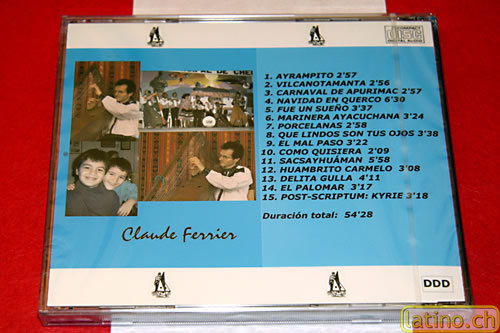 COMPACT
disc
DIGITAL AUDIO
1. AYRAMPITO 2'57
2. VILCANOTAMANTA 2'56
3. CARNAVAL DE APURIMAC 2'57
4. NAVIDAD EN QUERCO 6'30
5. FUE UN SUEÑO 3'37
6. MARINERA AYACUCHANA 3'24
7. PORCELANAS 2'58
8. QUE LINDOS SON TUS OJOS 3'38
9. EL MAL PASO 3'22
10. COMO QUISIERA 2'09
11. SACSAYHUÁMAN 5'58
12. HUAMBRITO CARMELO 3'08
13. DELITA GULLA 4'11
14. EL PALOMAR 3'17
15. POST-SCRIPTUM: KYRIE 3'18
Duración total: 54'28
Claude Ferrier
DDD
latino.ch